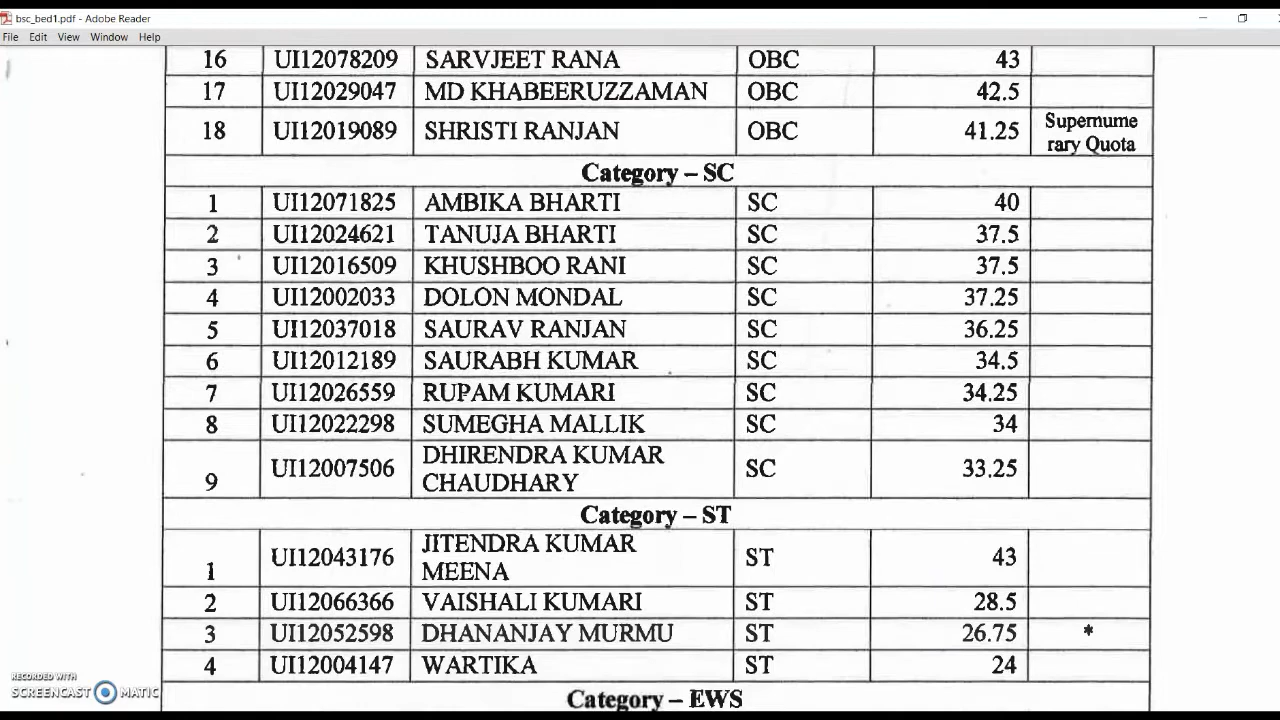 bsc_bed1.pdf - Adobe Reader
File Edit View Window Help
16 UI12078209 SARVJEET RANA OBC 43
17 UI12029047 MD KHABEERUZZAMAN OBC 42.5
18 UI12019089 SHRISTI RANJAN OBC 41.25 Supernume
rary Quota
Category – SC
1 UI12071825 AMBIKA BHARTI SC 40
2 UI12024621 TANUJA BHARTI SC 37.5
3 UI12016509 KHUSHBOO RANI SC 37.5
4 UI12002033 DOLON MONDAL SC 37.25
5 UI12037018 SAURAV RANJAN SC 36.25
6 UI12012189 SAURABH KUMAR SC 34.5
7 UI12026559 RUPAM KUMARI SC 34.25
8 UI12022298 SUMEGHA MALLIK SC 34
9 UI12007506 DHIRENDRA KUMAR
CHAUDHARY SC 33.25
Category – ST
1 UI12043176 JITENDRA KUMAR
MEENA ST 43
2 UI12066366 VAISHALI KUMARI ST 28.5
3 UI12052598 DHANANJAY MURMU ST 26.75 *
4 UI12004147 WARTIKA ST 24
Category – EWS
RECORDED WITH
SCREENCAST MATIC